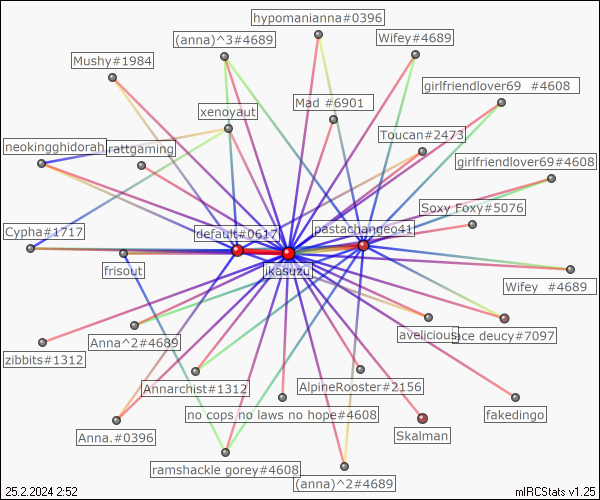 hypomanianna#0396
(anna)^3#4689
Wifey#4689
Mushy#1984
girlfriendlover69 #4608
Mad #6901
xenoyaut
Toucan#2473
neokingghidorah
rattgaming
girlfriendlover69#4608
Soxy Foxy#5076
Cypha#1717
default#0617
pastachangeo41
frisout
ikasuzu
Wifey #4689
Anna^2#4689
avelicious
nce deucy#7097
zibbits#1312
Annarchist#1312
AlpineRooster#2156
no cops no laws no hope#4608
fakedingo
Anna.#0396
Skalman
ramshackle gorey#4608
(anna)^2#4689
25.2.2024 2:52
mIRCStats v1.25